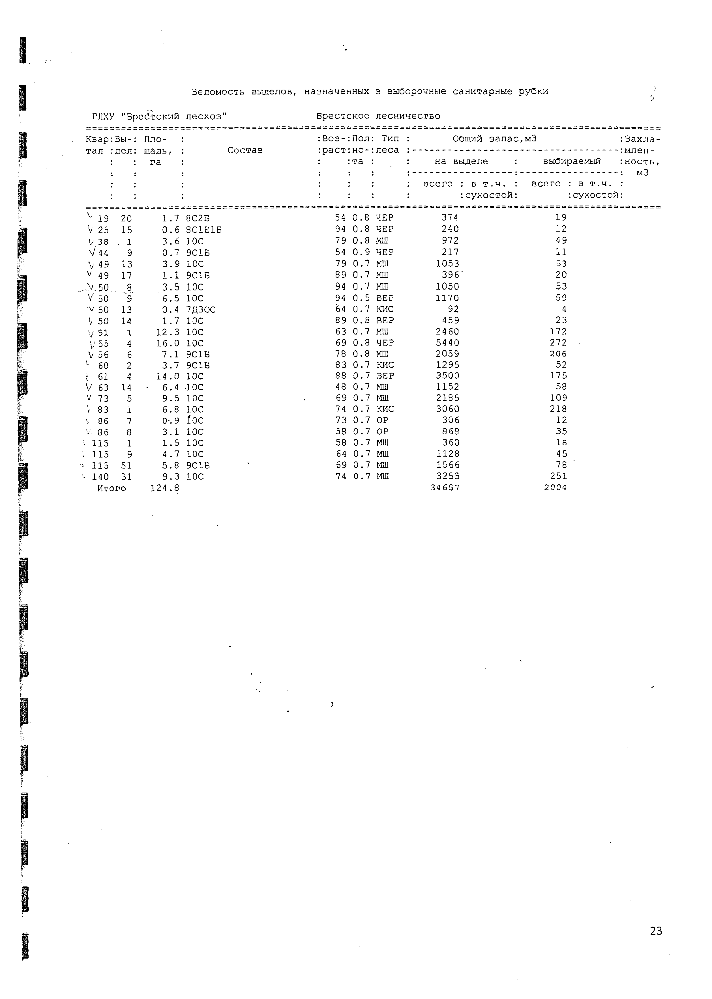 Ведомость выделов, назначенных в выборочные санитарные рубки
ГЛХУ "Брестский лесхоз" Брестское лесничество
===================================================================================================
Квар:Вы-: Пло- : :Воз-:Пол: Тип : Общий запас,м3 :Захла-
тал :дел: щадь, : Состав :раст:но-:леса :-----------------------------------:млен-
: : га : : :та : : на выделе : выбираемый :ность,
: : : : : : :-----------------:-----------------: м3
: : : : : : : всего : в т.ч. : всего : в т.ч. :
: : : : : : : :сухостой: :сухостой:
===================================================================================================
V 19 20 1.7 8С2Б 54 0.8 ЧЕР 374 19
V 25 15 0.6 8С1Е1Б 94 0.8 ЧЕР 240 12
V 38 1 3.6 10С 79 0.8 МШ 972 49
V 44 9 0.7 9С1Б 54 0.9 ЧЕР 217 11
V 49 13 3.9 10С 79 0.7 МШ 1053 53
V 49 17 1.1 9С1Б 89 0.7 МШ 396 20
V 50 8 3.5 10С 94 0.7 МШ 1050 53
V 50 9 6.5 10С 94 0.5 ВЕР 1170 59
V 50 13 0.4 7Д3ОС 64 0.7 КИС 92 4
V 50 14 1.7 10С 89 0.8 ВЕР 459 23
V 51 1 12.3 10С 63 0.7 МШ 2460 172
V 55 4 16.0 10С 69 0.8 ЧЕР 5440 272
V 56 6 7.1 9С1Б 78 0.8 МШ 2059 206
60 2 3.7 9С1Б 83 0.7 КИС 1295 52
61 4 14.0 10С 88 0.7 ВЕР 3500 175
V 63 14 6.4 10С 48 0.7 МШ 1152 58
V 73 5 9.5 10С 69 0.7 МШ 2185 109
83 1 6.8 10С 74 0.7 КИС 3060 218
86 7 0.9 10С 73 0.7 ОР 306 12
V 86 8 3.1 10С 58 0.7 ОР 868 35
115 1 1.5 10С 58 0.7 МШ 360 18
115 9 4.7 10С 64 0.7 МШ 1128 45
115 51 5.8 9С1Б 69 0.7 МШ 1566 78
140 31 9.3 10С 74 0.7 МШ 3255 251
Итого 124.8 34657 2004
23